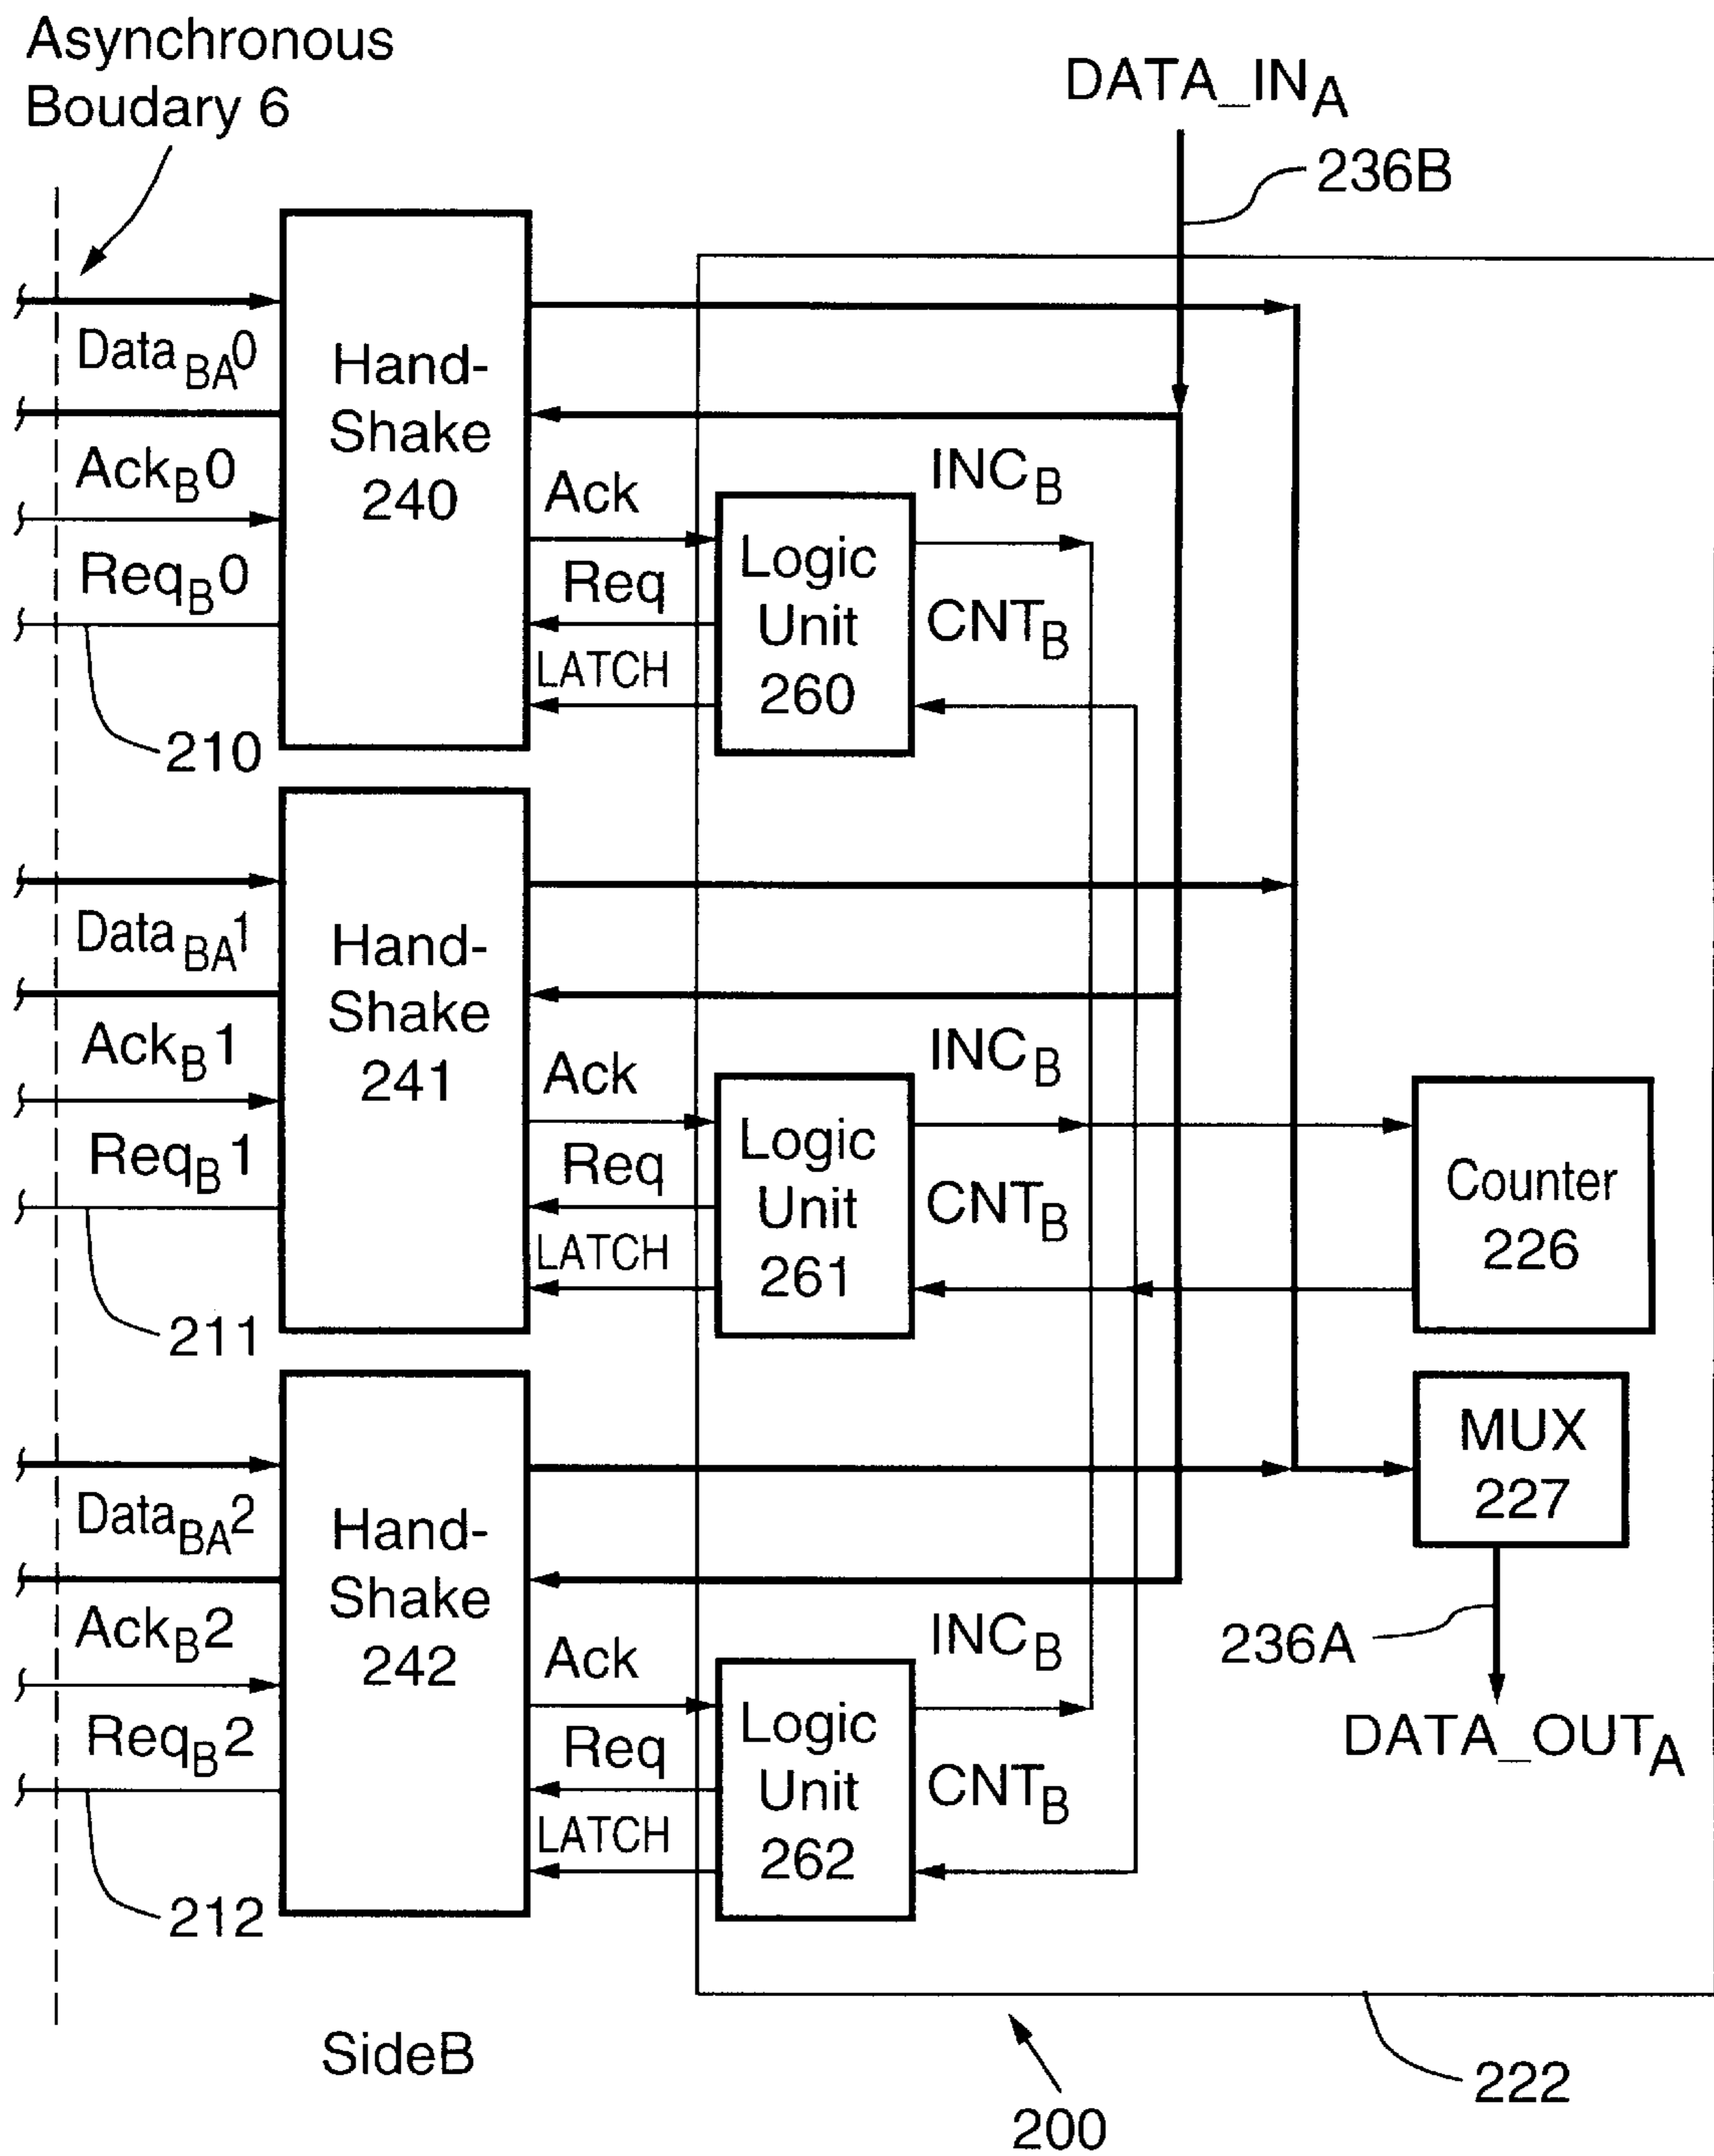 Asynchronous
Boudary 6
DATA_IN_A
236B
Data_BA0
Ack_B0
Req_B0
210
Hand-
Shake
240
Ack
Req
LATCH
Logic
Unit
260
INC_B
CNT_B
Data_BA1
Ack_B1
Req_B1
211
Hand-
Shake
241
Ack
Req
LATCH
Logic
Unit
261
INC_B
CNT_B
Counter
226
MUX
227
236A
DATA_OUT_A
Data_BA2
Ack_B2
Req_B2
212
Hand-
Shake
242
Ack
Req
LATCH
Logic
Unit
262
INC_B
CNT_B
SideB
200
222